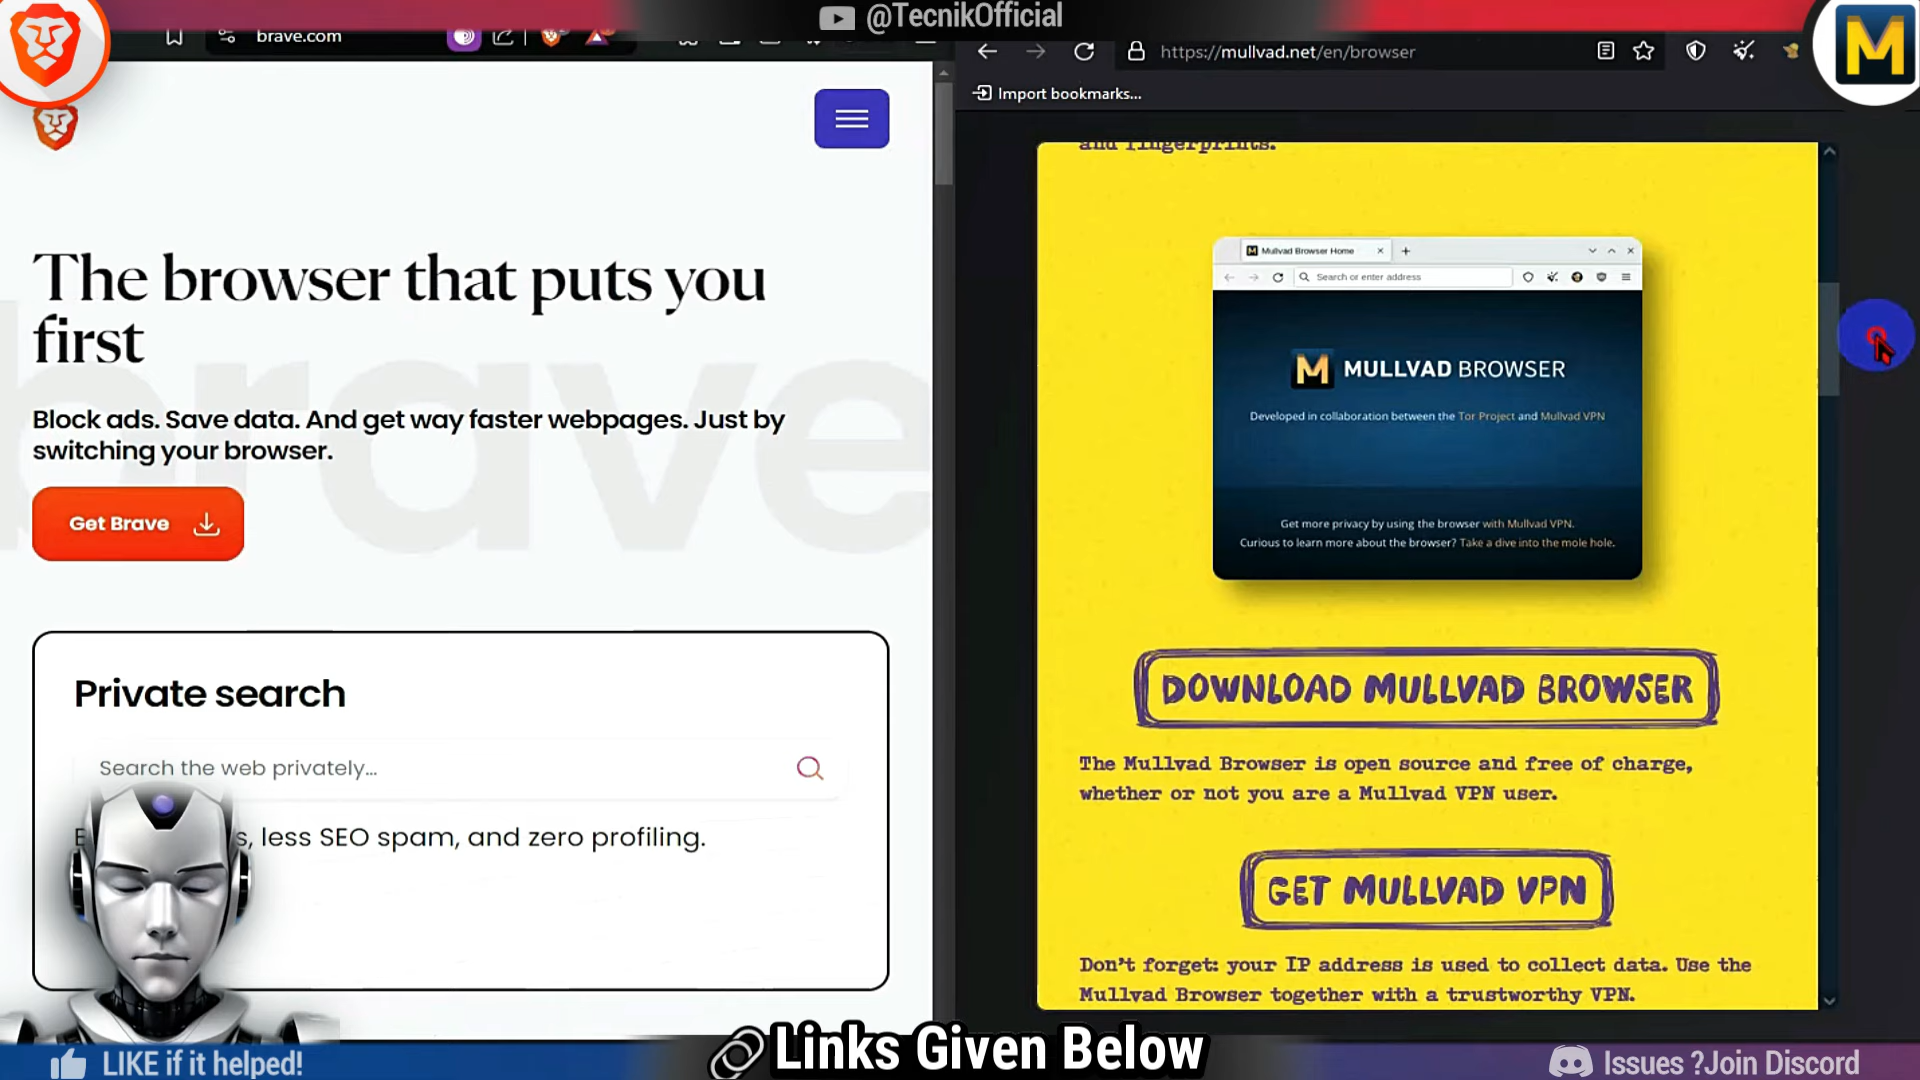 @TecnikOfficial
brave.com
The browser that puts you
first
brave
Block ads. Save data. And get way faster webpages. Just by
switching your browser.
Get Brave
Private search
Search the web privately...
s, less SEO spam, and zero profiling.
https://mullvad.net/en/browser
M
Import bookmarks...
and fingerprints.
Mullvad Browser Home
Search or enter address
M MULLVAD BROWSER
Developed in collaboration between the Tor Project and Mullvad VPN
Get more privacy by using the browser with Mullvad VPN.
Curious to learn more about the browser? Take a dive into the mole hole.
DOWNLOAD MULLVAD BROWSER
The Mullvad Browser is open source and free of charge,
whether or not you are a Mullvad VPN user.
GET MULLVAD VPN
Don't forget: your IP address is used to collect data. Use the
Mullvad Browser together with a trustworthy VPN.
LIKE if it helped!
Links Given Below
Issues ?Join Discord